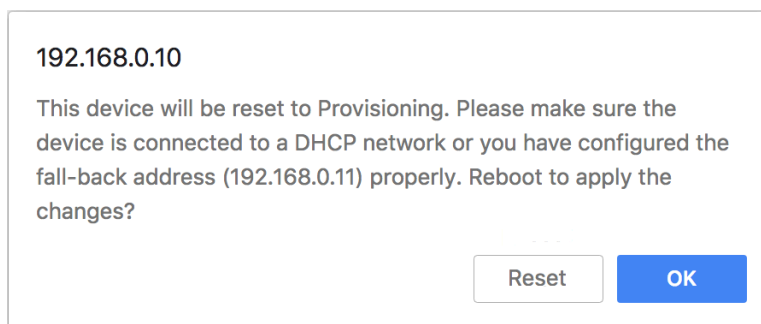 192.168.0.10
This device will be reset to Provisioning. Please make sure the
device is connected to a DHCP network or you have configured the
fall-back address (192.168.0.11) properly. Reboot to apply the
changes?
Reset OK